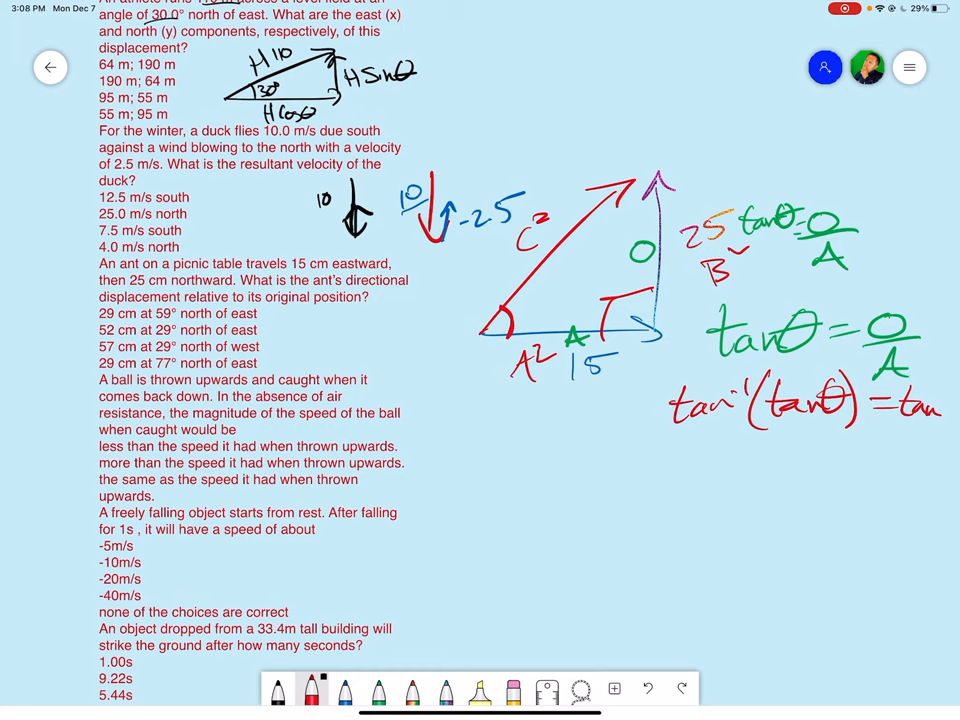 3:08 PM Mon Dec 7
29%
angle of 30.0° north of east. What are the east (x)
and north (y) components, respectively, of this
displacement?
64 m; 190 m
190 m; 64 m
95 m; 55 m
55 m; 95 m
H 110
30°
H Sinθ
H Cosθ
For the winter, a duck flies 10.0 m/s due south
against a wind blowing to the north with a velocity
of 2.5 m/s. What is the resultant velocity of the
duck?
12.5 m/s south
25.0 m/s north
7.5 m/s south
4.0 m/s north
10
10
-2.5
An ant on a picnic table travels 15 cm eastward,
then 25 cm northward. What is the ant's directional
displacement relative to its original position?
29 cm at 59° north of east
52 cm at 29° north of east
57 cm at 29° north of west
29 cm at 77° north of east
C²
O
25
B
A
A²
15
tanθ=O/A
tanθ=O/A
tan⁻¹(tanθ)=tan
A ball is thrown upwards and caught when it
comes back down. In the absence of air
resistance, the magnitude of the speed of the ball
when caught would be
less than the speed it had when thrown upwards.
more than the speed it had when thrown upwards.
the same as the speed it had when thrown
upwards.
A freely falling object starts from rest. After falling
for 1s , it will have a speed of about
-5m/s
-10m/s
-20m/s
-40m/s
none of the choices are correct
An object dropped from a 33.4m tall building will
strike the ground after how many seconds?
1.00s
9.22s
5.44s